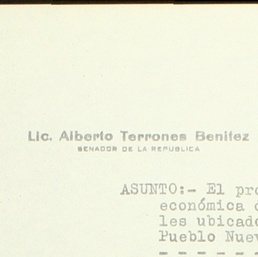 Lic. Alberto Terrones Benitez
SENADOR DE LA REPUBLICA
ASUNTO:- El pro
económica d
les ubicado
Pueblo Nuev
- - - - - -